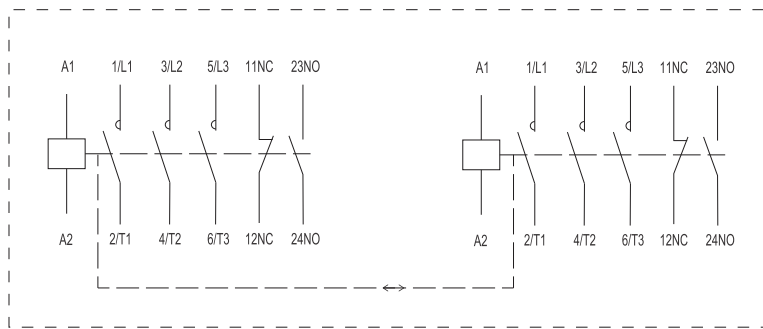 A1 1/L1 3/L2 5/L3 11NC 23NO A1 1/L1 3/L2 5/L3 11NC 23NO
A2 2/T1 4/T2 6/T3 12NC 24NO A2 2/T1 4/T2 6/T3 12NC 24NO